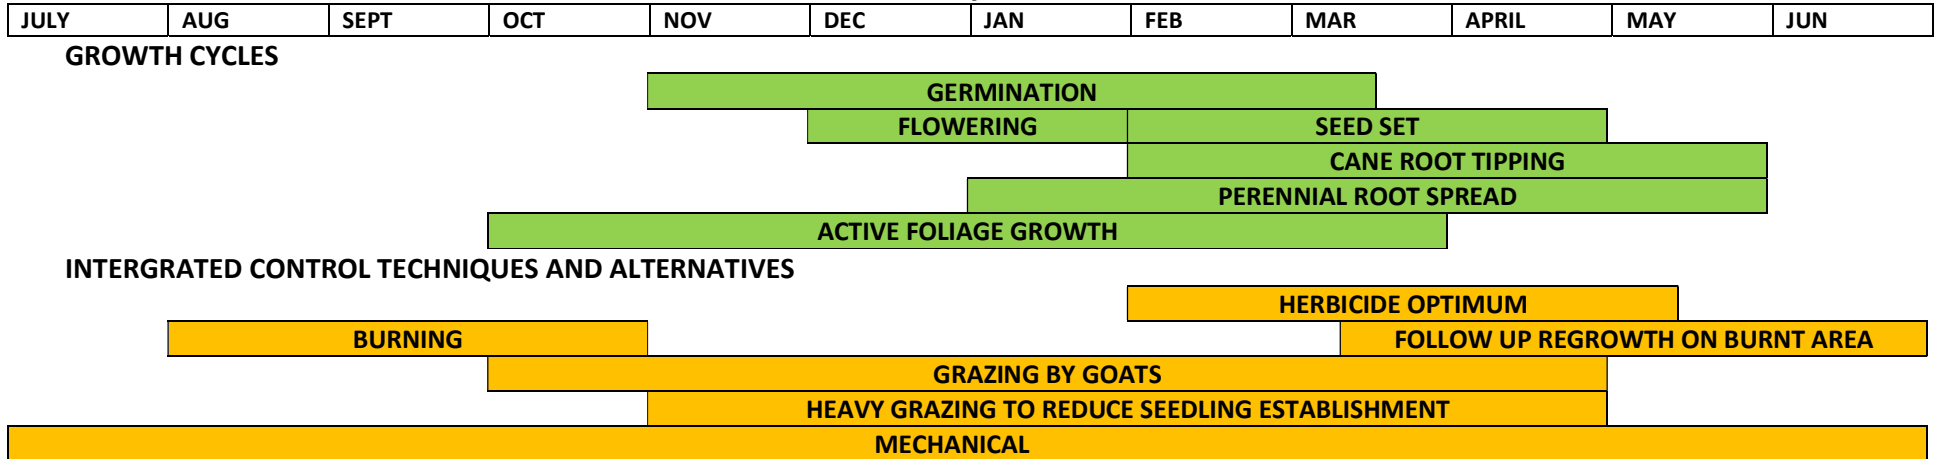 JULY AUG SEPT OCT NOV DEC JAN FEB MAR APRIL MAY JUN
GROWTH CYCLES
GERMINATION
FLOWERING SEED SET
CANE ROOT TIPPING
PERENNIAL ROOT SPREAD
ACTIVE FOLIAGE GROWTH
INTERGRATED CONTROL TECHNIQUES AND ALTERNATIVES
HERBICIDE OPTIMUM
BURNING FOLLOW UP REGROWTH ON BURNT AREA
GRAZING BY GOATS
HEAVY GRAZING TO REDUCE SEEDLING ESTABLISHMENT
MECHANICAL